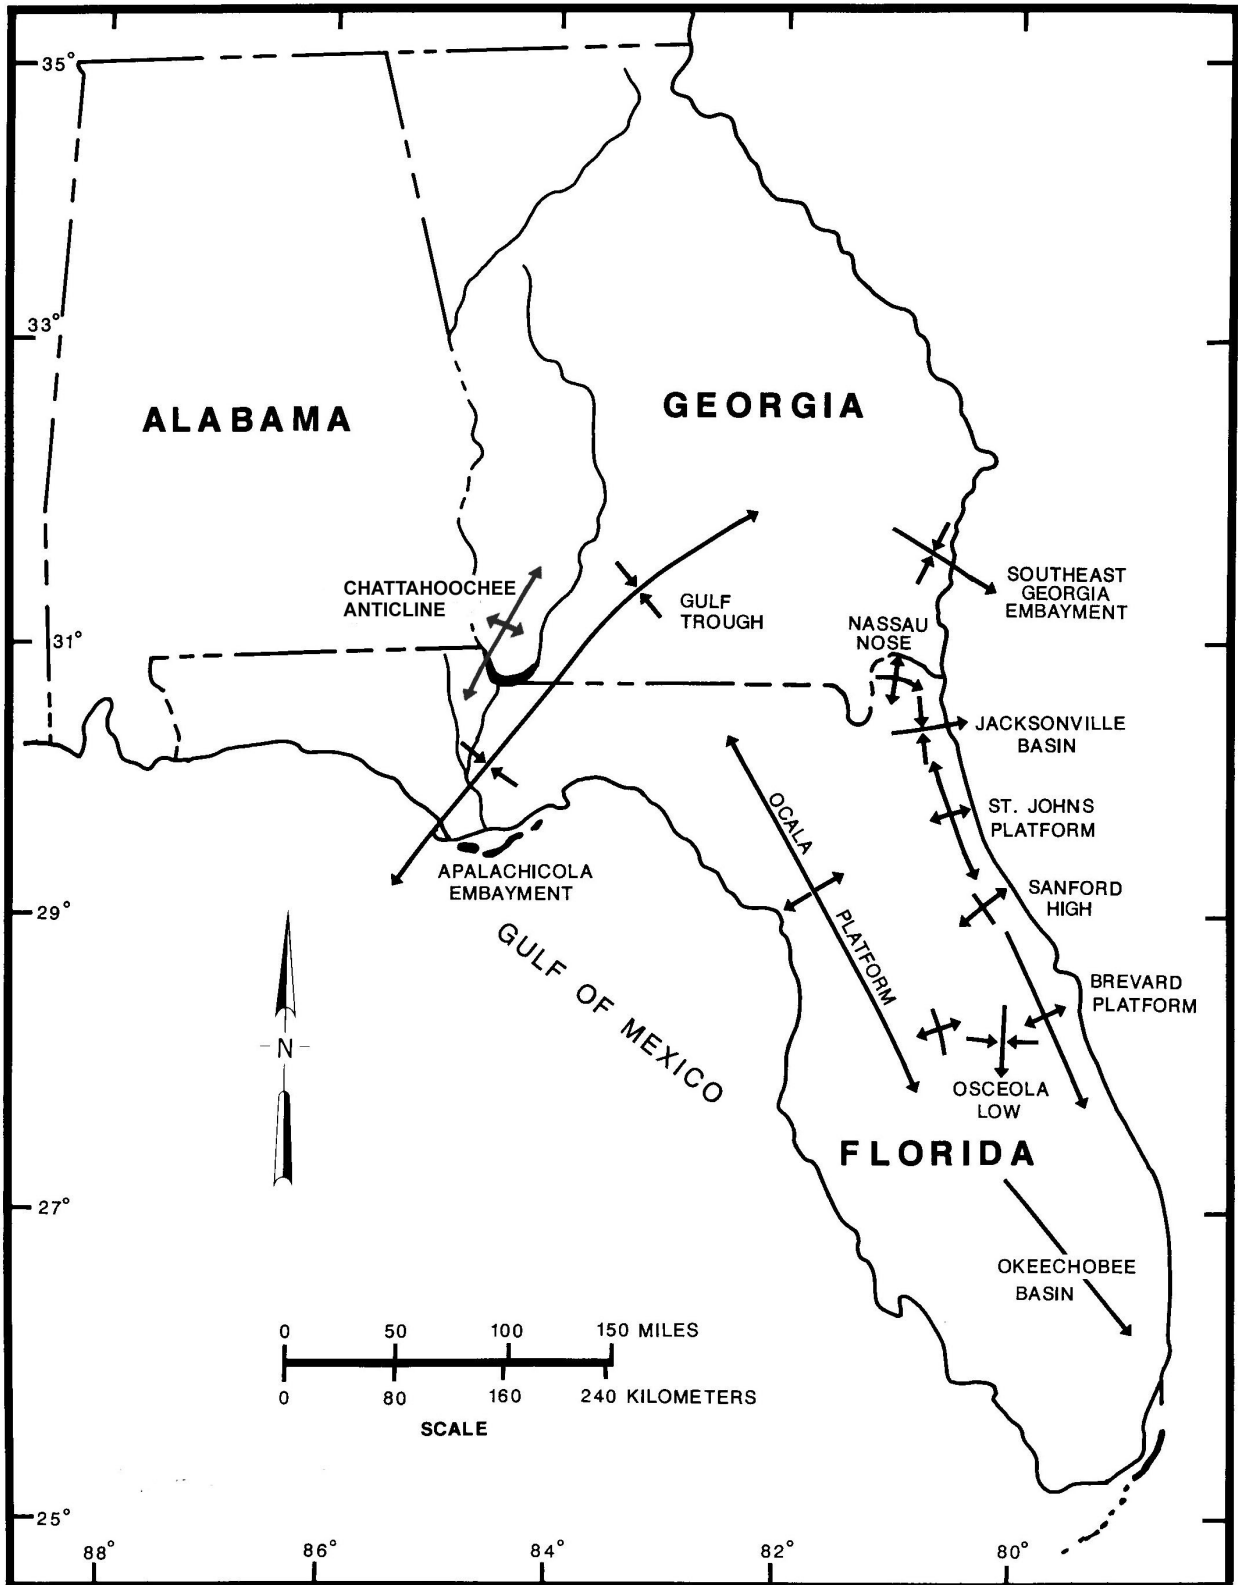 35°
33°
ALABAMA
GEORGIA
CHATTAHOOCHEE
ANTICLINE
GULF
TROUGH
SOUTHEAST
GEORGIA
EMBAYMENT
31°
NASSAU
NOSE
JACKSONVILLE
BASIN
OCALA
PLATFORM
ST. JOHNS
PLATFORM
APALACHICOLA
EMBAYMENT
SANFORD
HIGH
29°
GULF OF MEXICO
BREVARD
PLATFORM
N
OSCEOLA
LOW
FLORIDA
27°
OKEECHOBEE
BASIN
0 50 100 150 MILES
0 80 160 240 KILOMETERS
SCALE
25°
88° 86° 84° 82° 80°